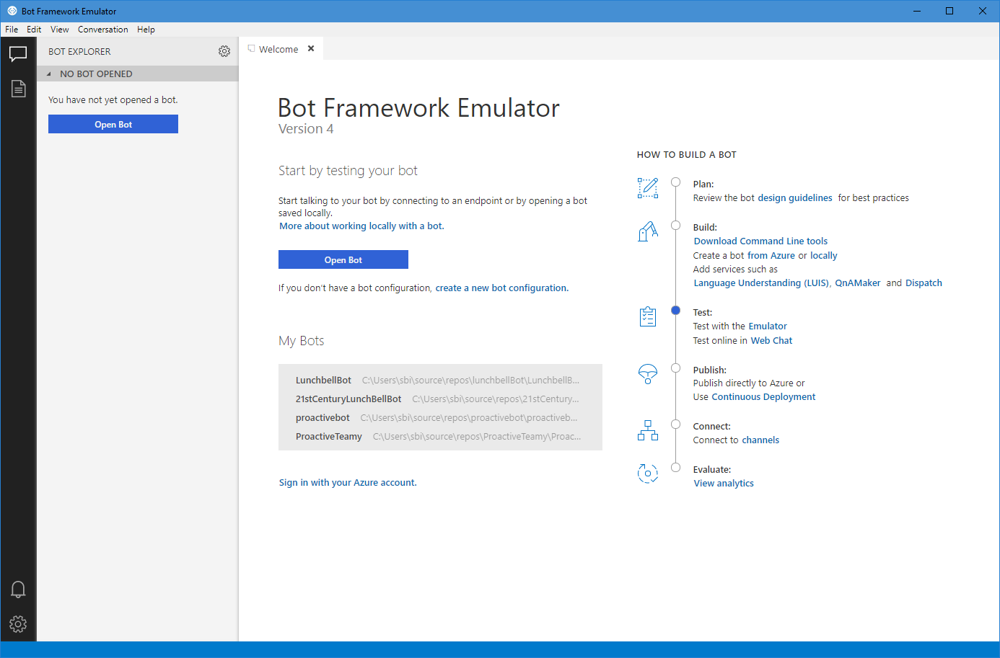 Bot Framework Emulator
File Edit View Conversation Help
BOT EXPLORER
NO BOT OPENED
You have not yet opened a bot.
Open Bot
Welcome
Bot Framework Emulator
Version 4
Start by testing your bot
Start talking to your bot by connecting to an endpoint or by opening a bot
saved locally.
More about working locally with a bot.
Open Bot
If you don't have a bot configuration, create a new bot configuration.
My Bots
LunchbellBot C:\Users\sbi\source\repos\lunchbellBot\LunchbellB...
21stCenturyLunchBellBot C:\Users\sbi\source\repos\21stCentury...
proactivebot C:\Users\sbi\source\repos\proactivebot\proactiveb...
ProactiveTeamy C:\Users\sbi\source\repos\ProactiveTeamy\Proac...
Sign in with your Azure account.
HOW TO BUILD A BOT
Plan:
Review the bot design guidelines for best practices
Build:
Download Command Line tools
Create a bot from Azure or locally
Add services such as
Language Understanding (LUIS), QnAMaker and Dispatch
Test:
Test with the Emulator
Test online in Web Chat
Publish:
Publish directly to Azure or
Use Continuous Deployment
Connect:
Connect to channels
Evaluate:
View analytics